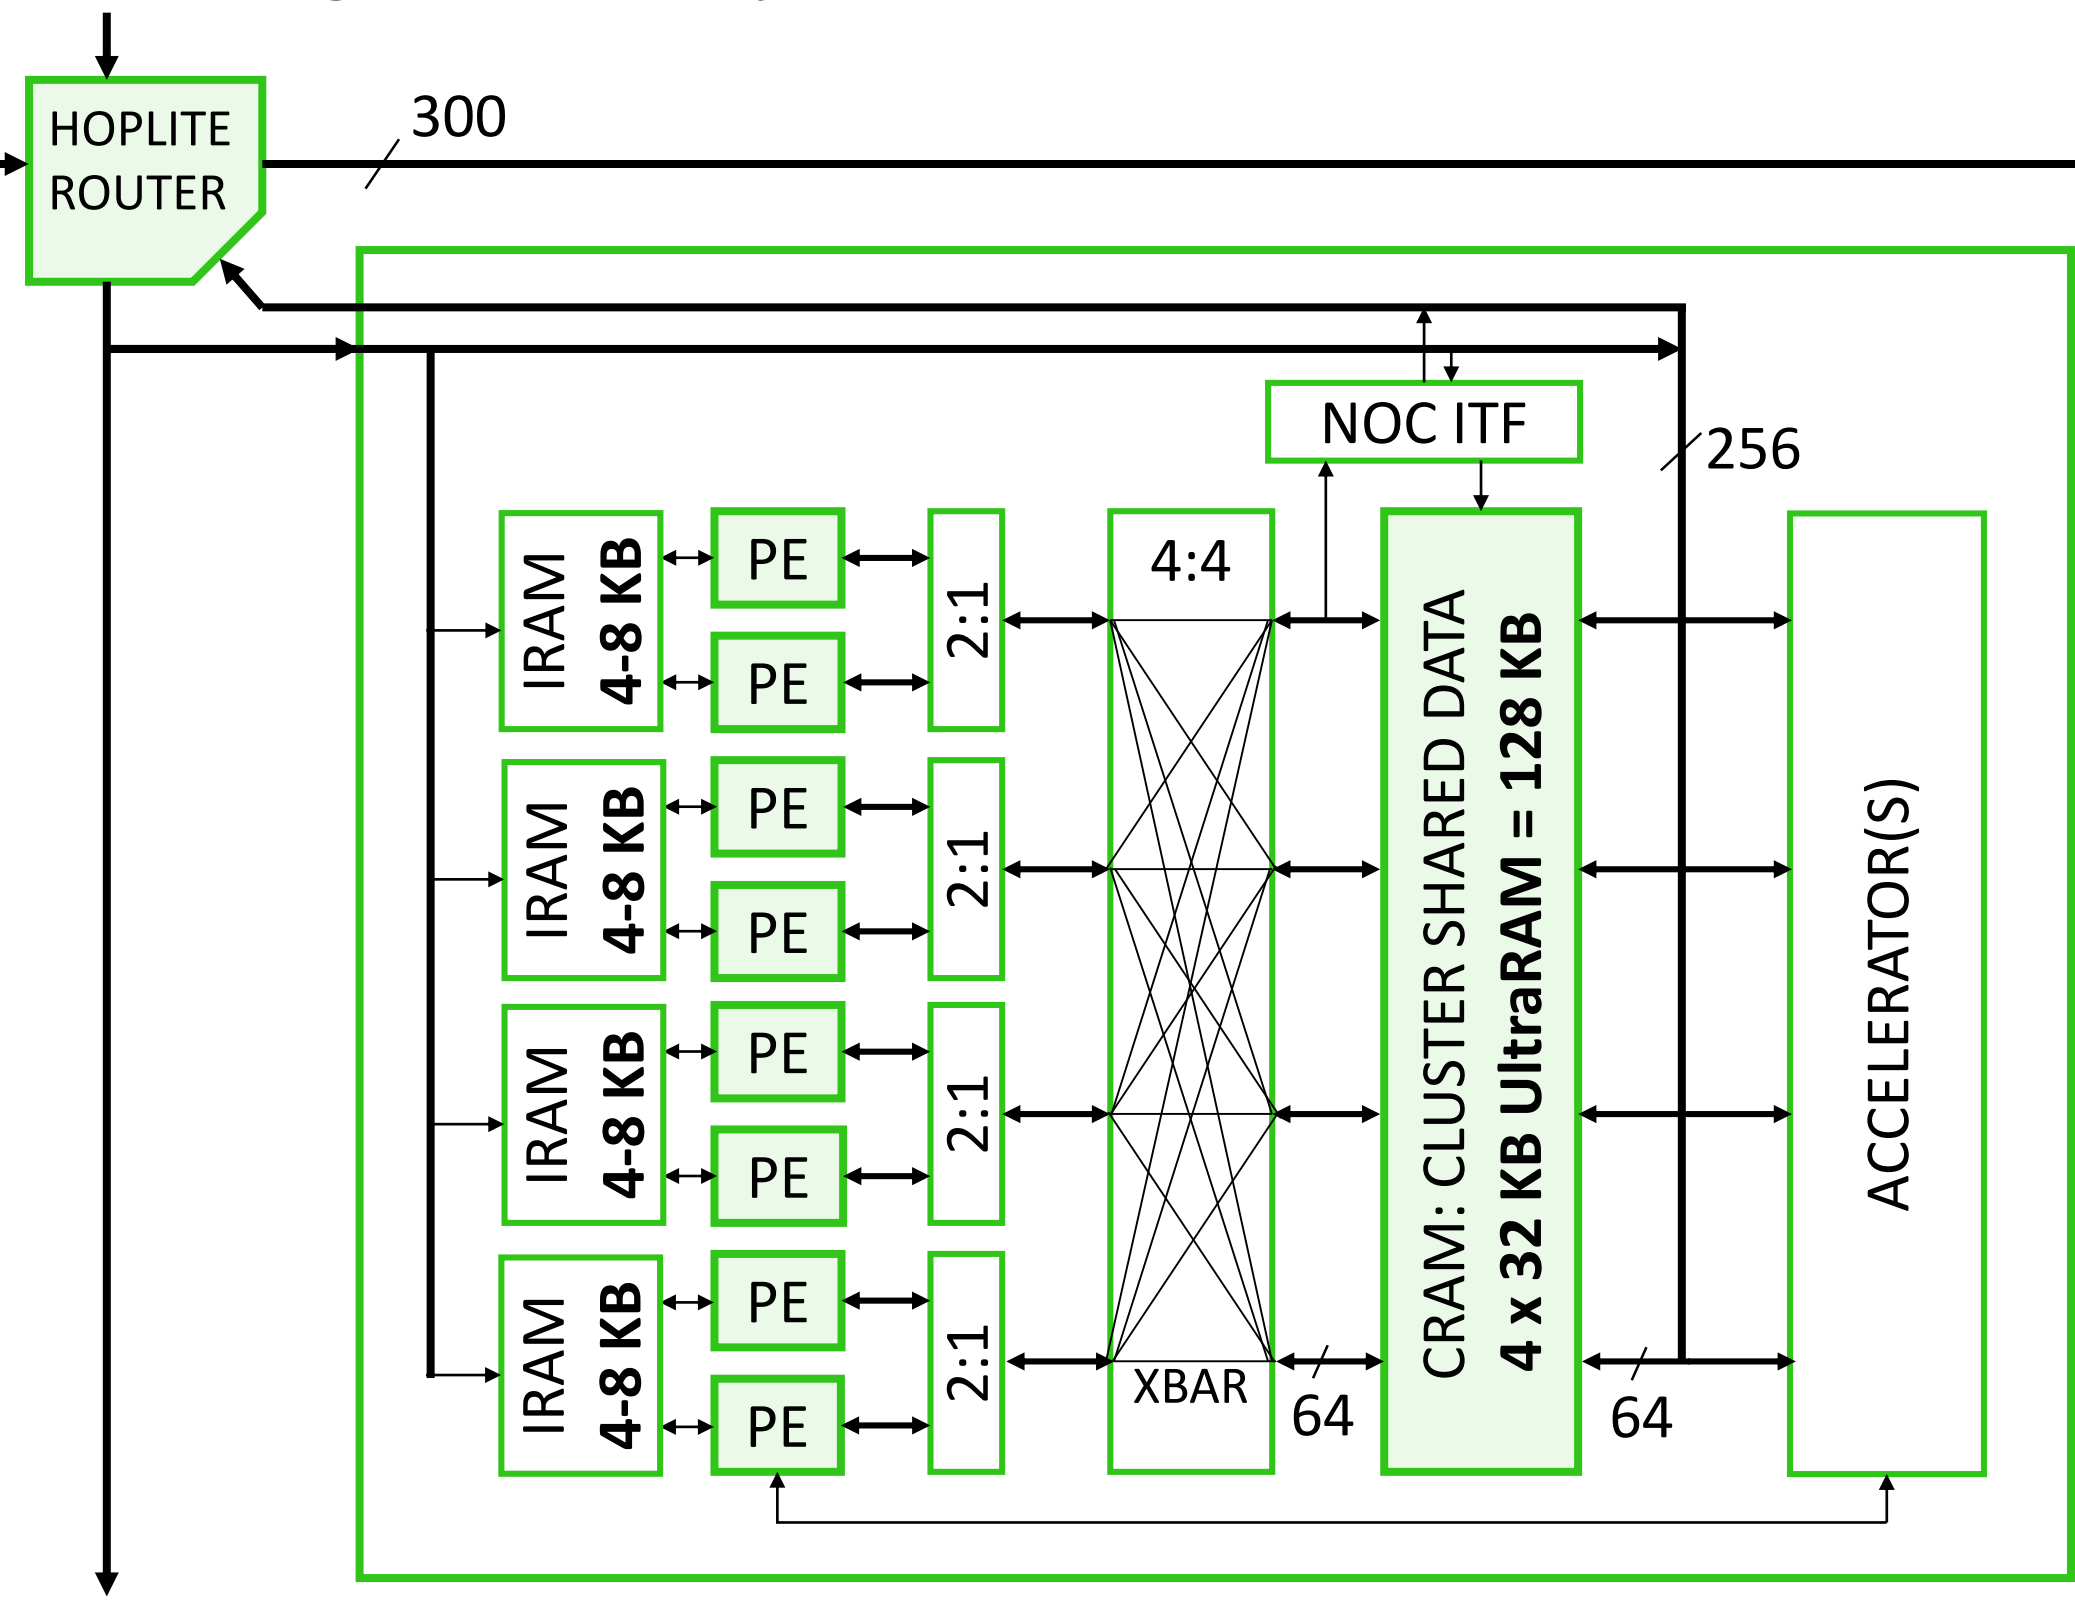 HOPLITE
ROUTER
300
NOC ITF
256
IRAM
4-8 KB
PE
PE
2:1
IRAM
4-8 KB
PE
PE
2:1
IRAM
4-8 KB
PE
PE
2:1
IRAM
4-8 KB
PE
PE
2:1
4:4
XBAR
64
CRAM: CLUSTER SHARED DATA
4 x 32 KB UltraRAM = 128 KB
64
ACCELERATOR(S)